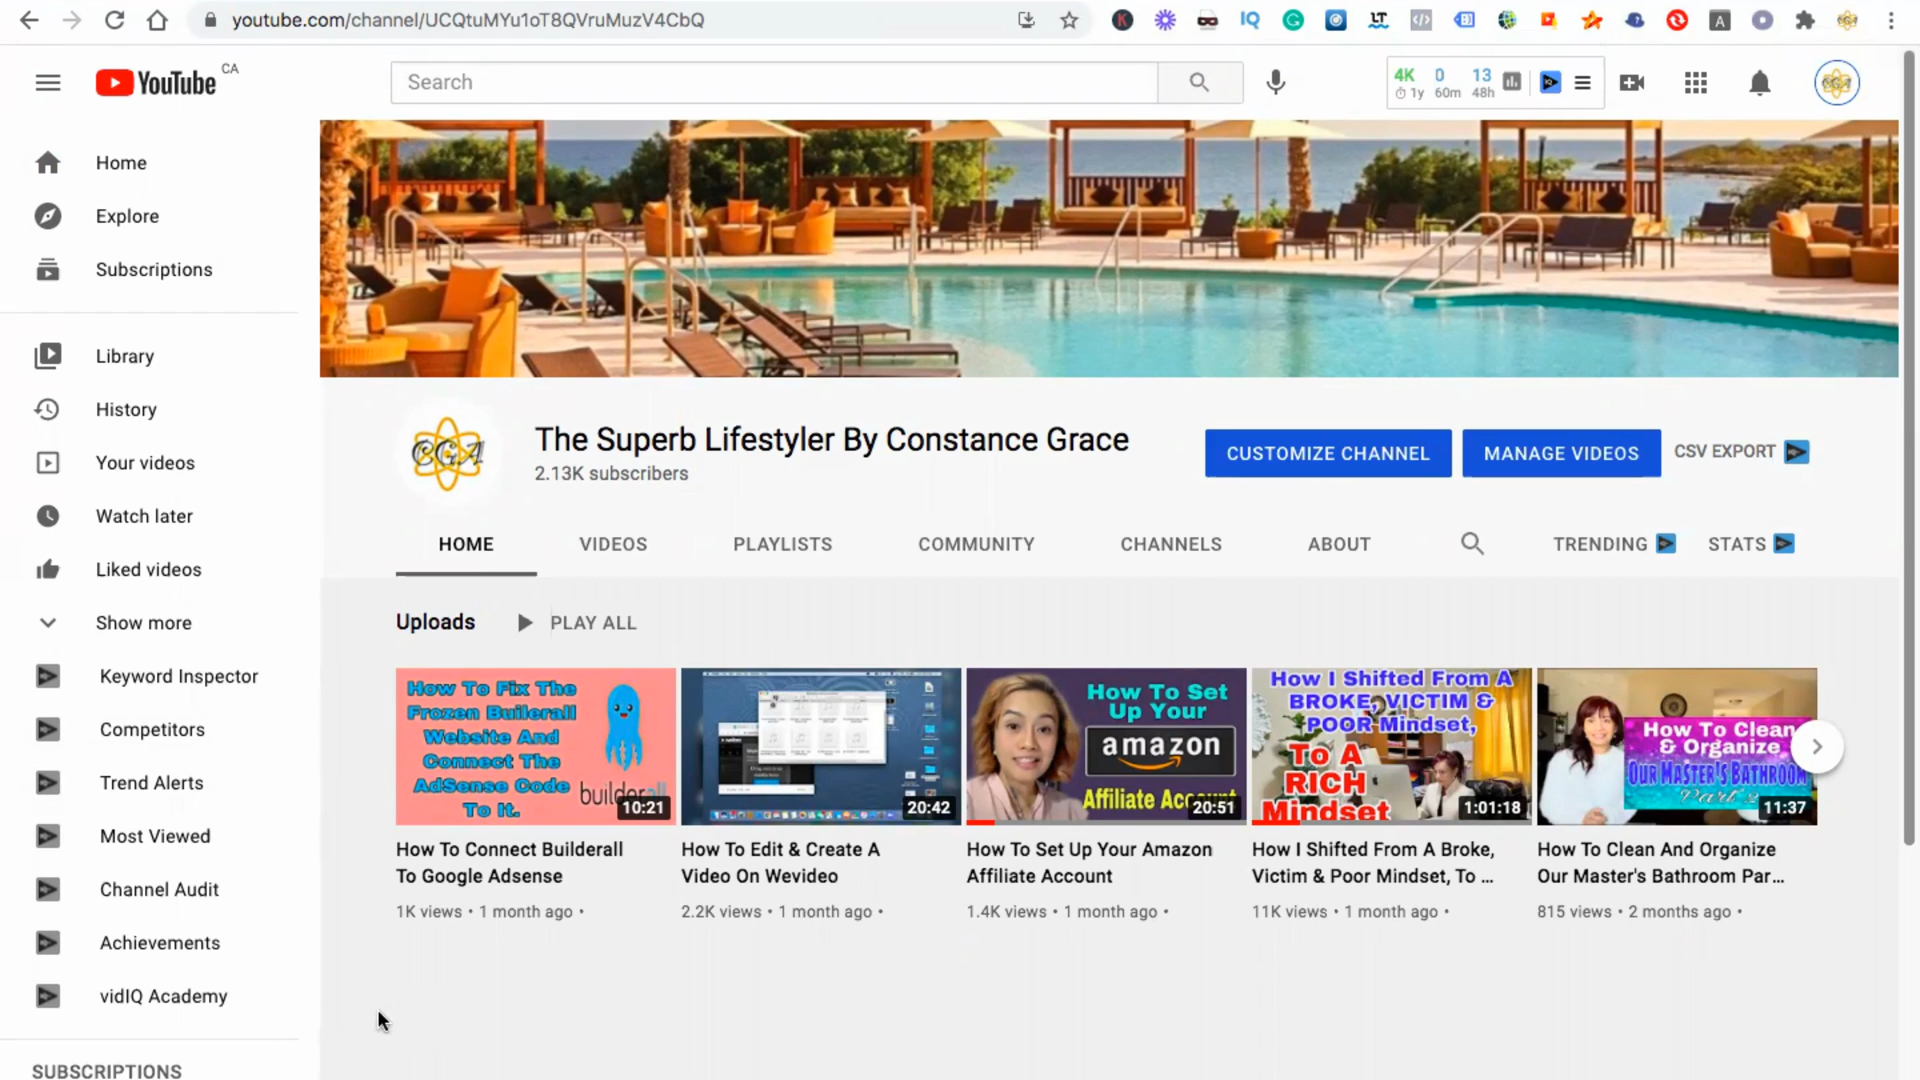 youtube.com/channel/UCQtuMYu1oT8QVruMuzV4CbQ
YouTube CA
Search
4K 0 13
1y 60m 48h
Home
Explore
Subscriptions
Library
History
Your videos
Watch later
Liked videos
Show more
Keyword Inspector
Competitors
Trend Alerts
Most Viewed
Channel Audit
Achievements
vidIQ Academy
SUBSCRIPTIONS
CGA
The Superb Lifestyler By Constance Grace
2.13K subscribers
CUSTOMIZE CHANNEL
MANAGE VIDEOS
CSV EXPORT
HOME VIDEOS PLAYLISTS COMMUNITY CHANNELS ABOUT TRENDING STATS
Uploads PLAY ALL
How To Fix The
Frozen Builerall
Website And
Connect The
AdSense Code
To It.
builderall
10:21
How To Connect Builderall
To Google Adsense
1K views • 1 month ago •
20:42
How To Edit & Create A
Video On Wevideo
2.2K views • 1 month ago •
How To Set
Up Your
amazon
Affiliate Account
20:51
How To Set Up Your Amazon
Affiliate Account
1.4K views • 1 month ago •
How I Shifted From A
BROKE, VICTIM &
POOR Mindset,
To A
RICH
Mindset
1:01:18
How I Shifted From A Broke,
Victim & Poor Mindset, To ...
11K views • 1 month ago •
How To Clean
& Organize
OUR MASTER'S BATHROOM
Part 2
11:37
How To Clean And Organize
Our Master's Bathroom Par...
815 views • 2 months ago •